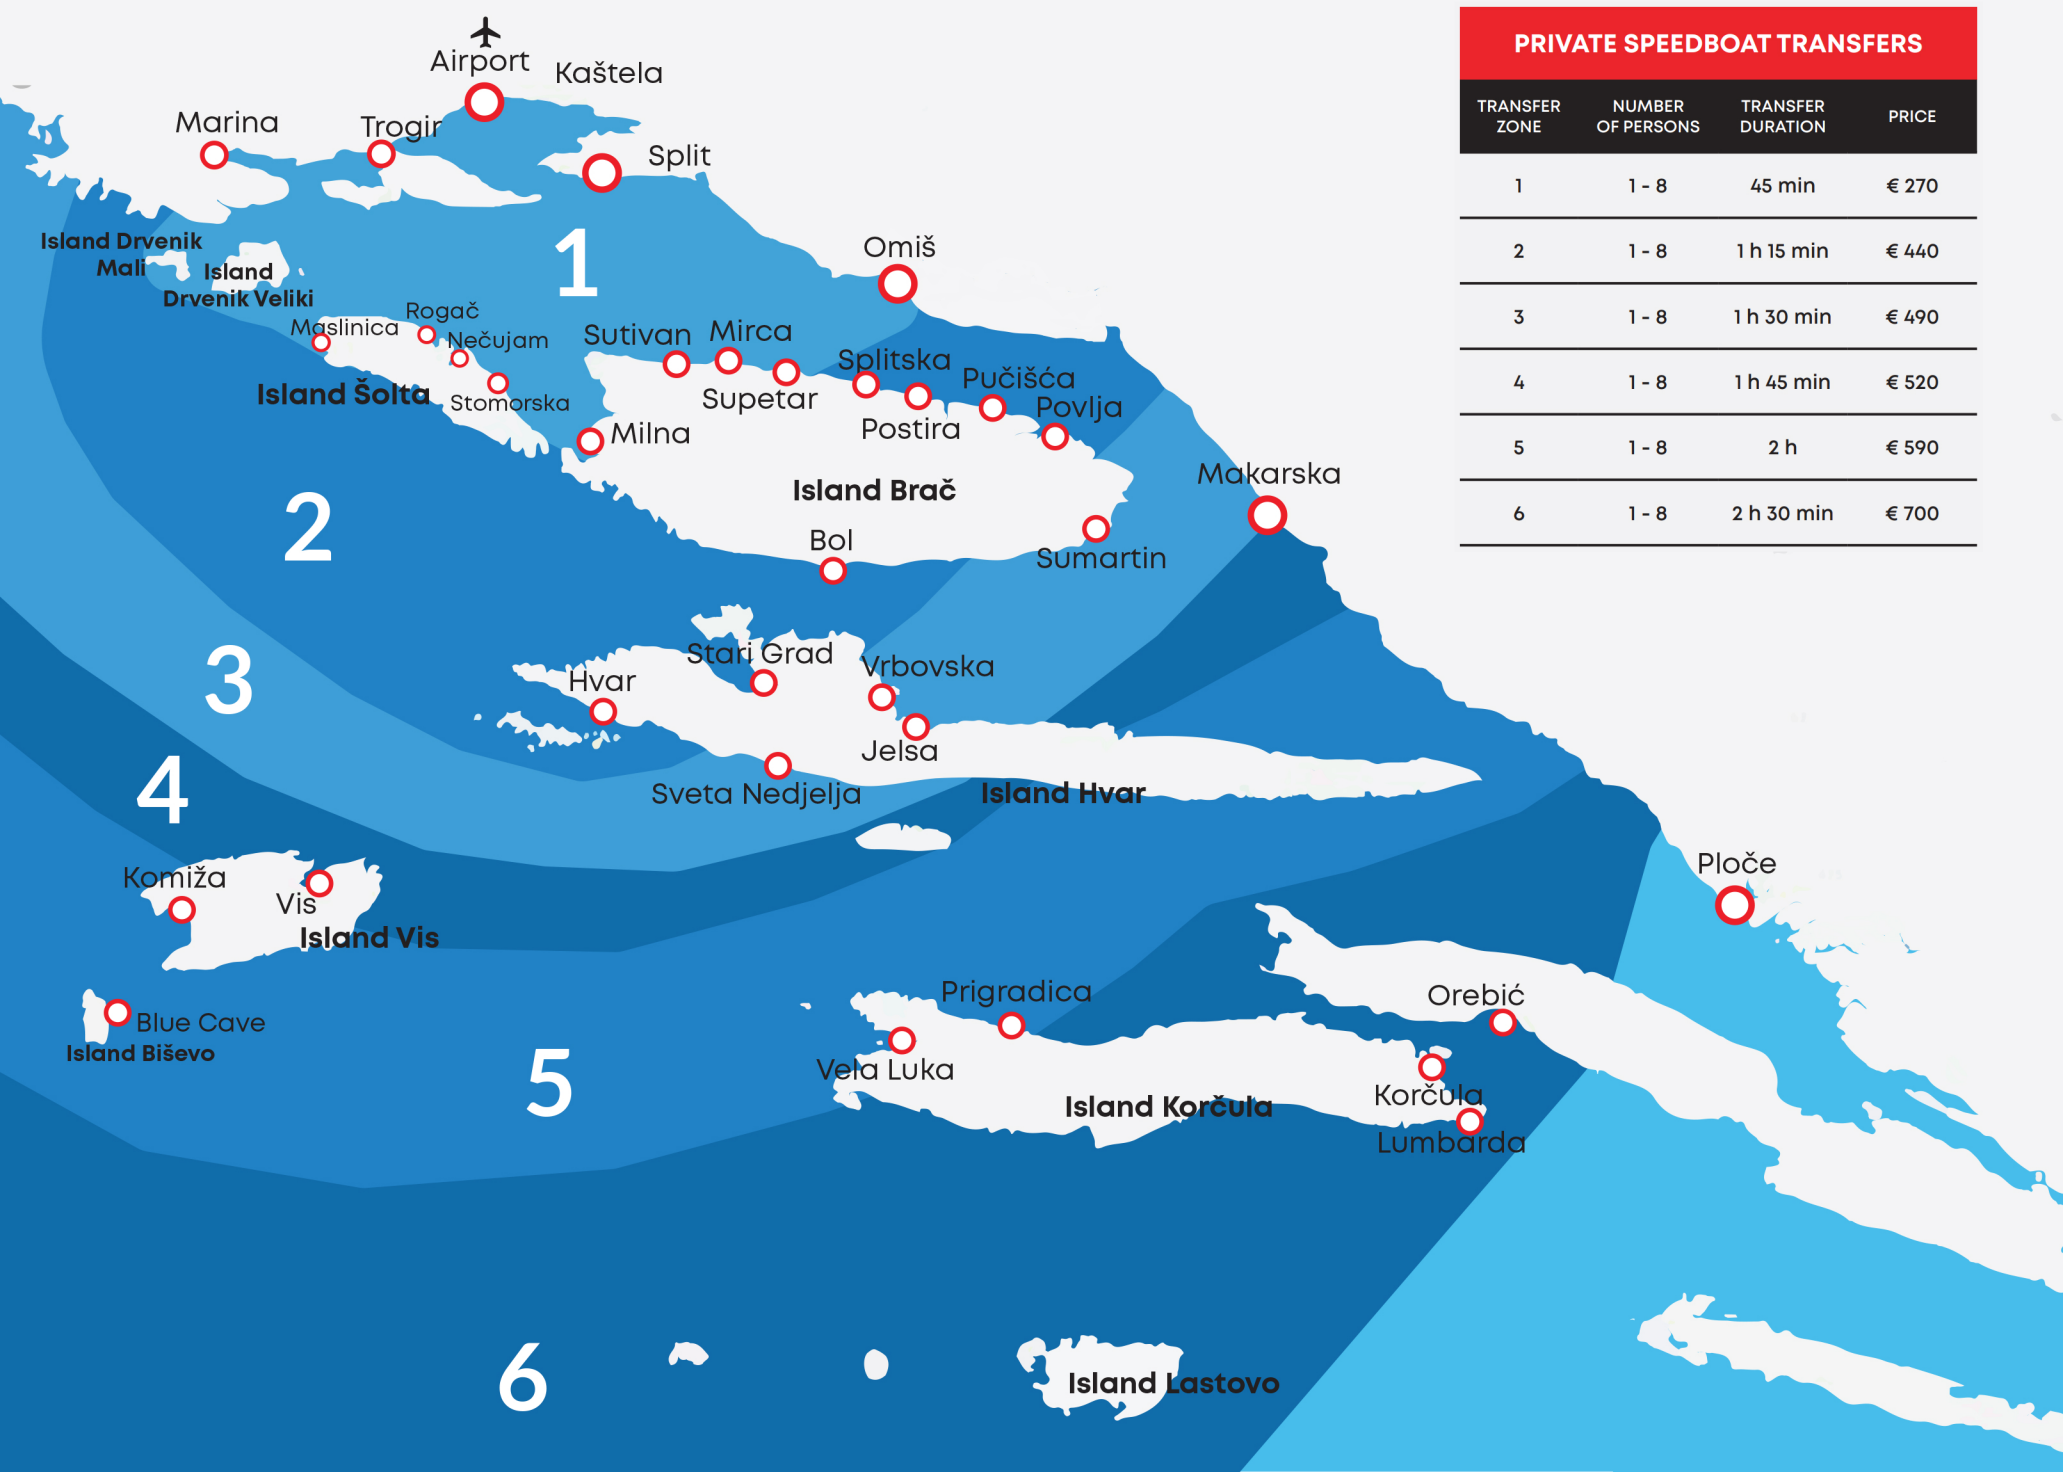 Airport
Kaštela
Marina
Trogir
Split
Island Drvenik
Mali
Island
Drvenik Veliki
1
Omiš
Maslinica
Rogač
Nečujam
Sutivan
Mirca
Splitska
Pučišća
Povlja
Island Šolta
Stomorska
Supetar
Postira
Milna
Makarska
Island Brač
2
Bol
Sumartin
3
Stari Grad
Vrbovska
Hvar
Jelsa
4
Sveta Nedjelja
Island Hvar
Komiža
Vis
Island Vis
Ploče
Prigradica
Orebić
Blue Cave
Island Biševo
5
Vela Luka
Island Korčula
Korčula
Lumbarda
6
Island Lastovo
PRIVATE SPEEDBOAT TRANSFERS
TRANSFER ZONE NUMBER OF PERSONS TRANSFER DURATION PRICE
1 1 - 8 45 min € 270
2 1 - 8 1 h 15 min € 440
3 1 - 8 1 h 30 min € 490
4 1 - 8 1 h 45 min € 520
5 1 - 8 2 h € 590
6 1 - 8 2 h 30 min € 700